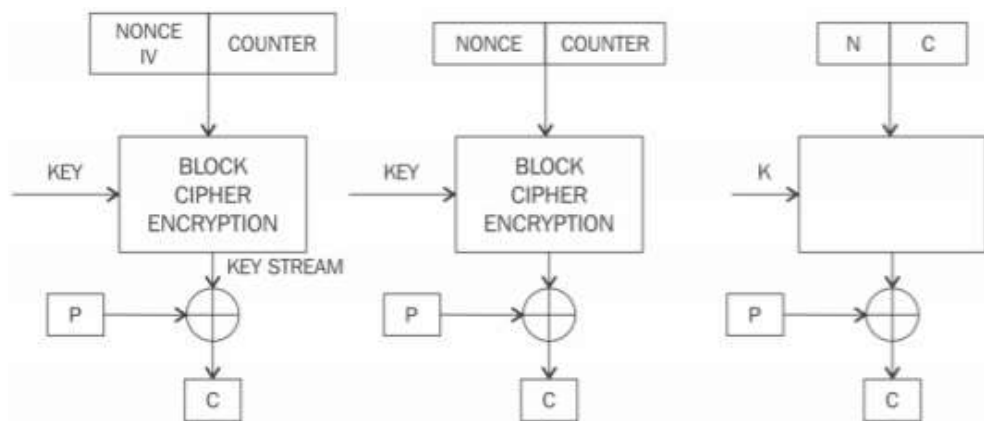 NONCE
IV
COUNTER
NONCE
COUNTER
N
C
KEY
BLOCK
CIPHER
ENCRYPTION
KEY
BLOCK
CIPHER
ENCRYPTION
K
KEY STREAM
P
P
P
C
C
C